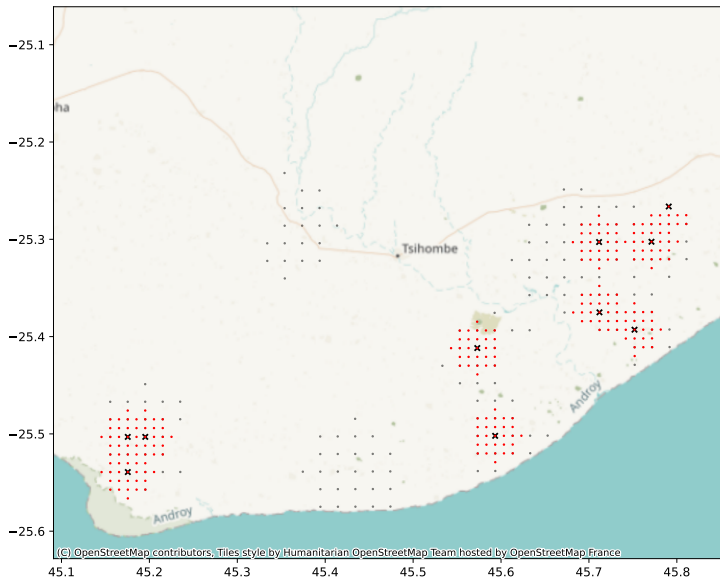 −25.1
ha
−25.2
−25.3
Tsihombe
−25.4
Androy
−25.5
Androy
−25.6
(C) OpenStreetMap contributors, Tiles style by Humanitarian OpenStreetMap Team hosted by OpenStreetMap France
45.1 45.2 45.3 45.4 45.5 45.6 45.7 45.8